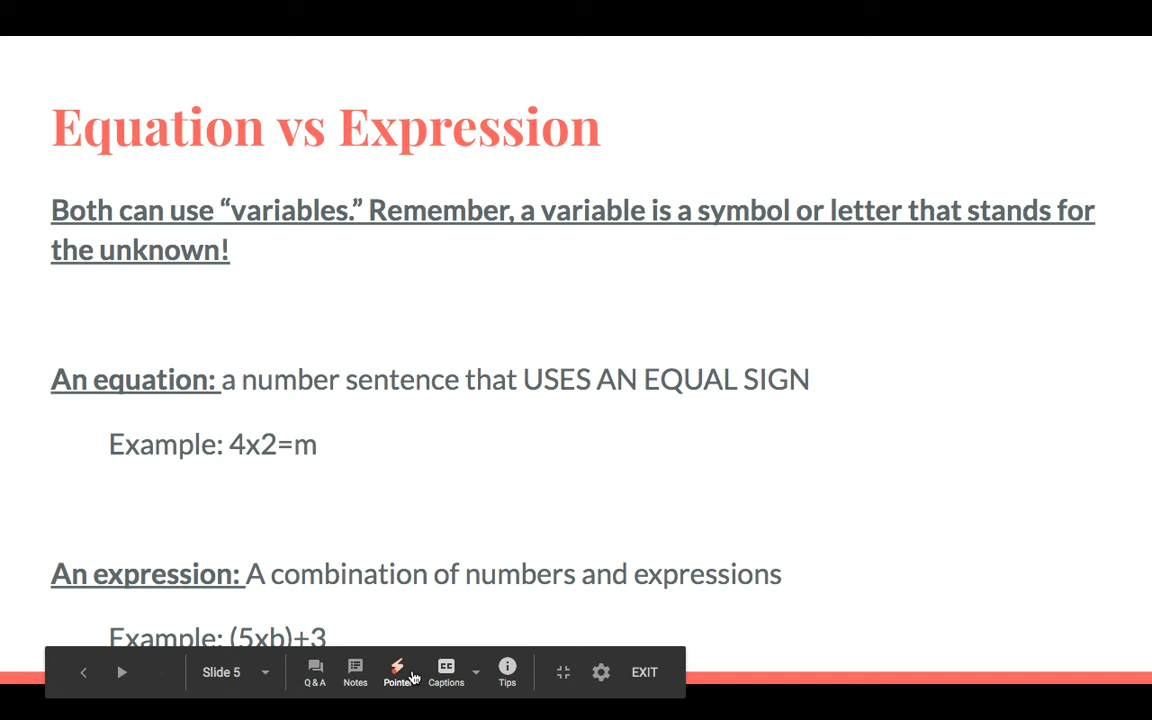 Equation vs Expression
Both can use “variables.” Remember, a variable is a symbol or letter that stands for
the unknown!
An equation: a number sentence that USES AN EQUAL SIGN
Example: 4x2=m
An expression: A combination of numbers and expressions
Example: (5xb)+3
Slide 5
Q&A
Notes
Pointer
CC
Captions
Tips
EXIT